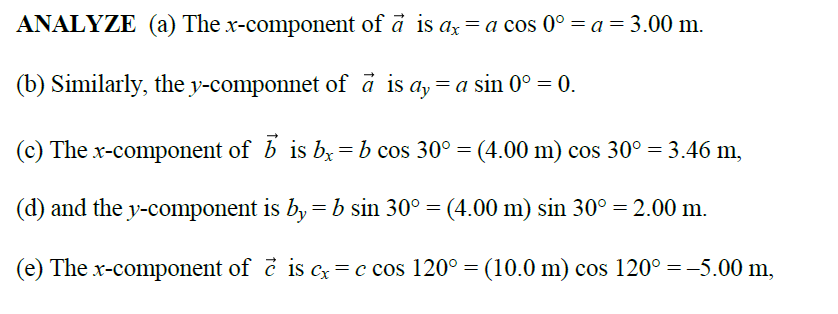 ANALYZE (a) The x-component of a⃗ is aₓ = a cos 0° = a = 3.00 m.
(b) Similarly, the y-componnet of a⃗ is a_y = a sin 0° = 0.
(c) The x-component of b⃗ is bₓ = b cos 30° = (4.00 m) cos 30° = 3.46 m,
(d) and the y-component is b_y = b sin 30° = (4.00 m) sin 30° = 2.00 m.
(e) The x-component of c⃗ is cₓ = c cos 120° = (10.0 m) cos 120° = –5.00 m,